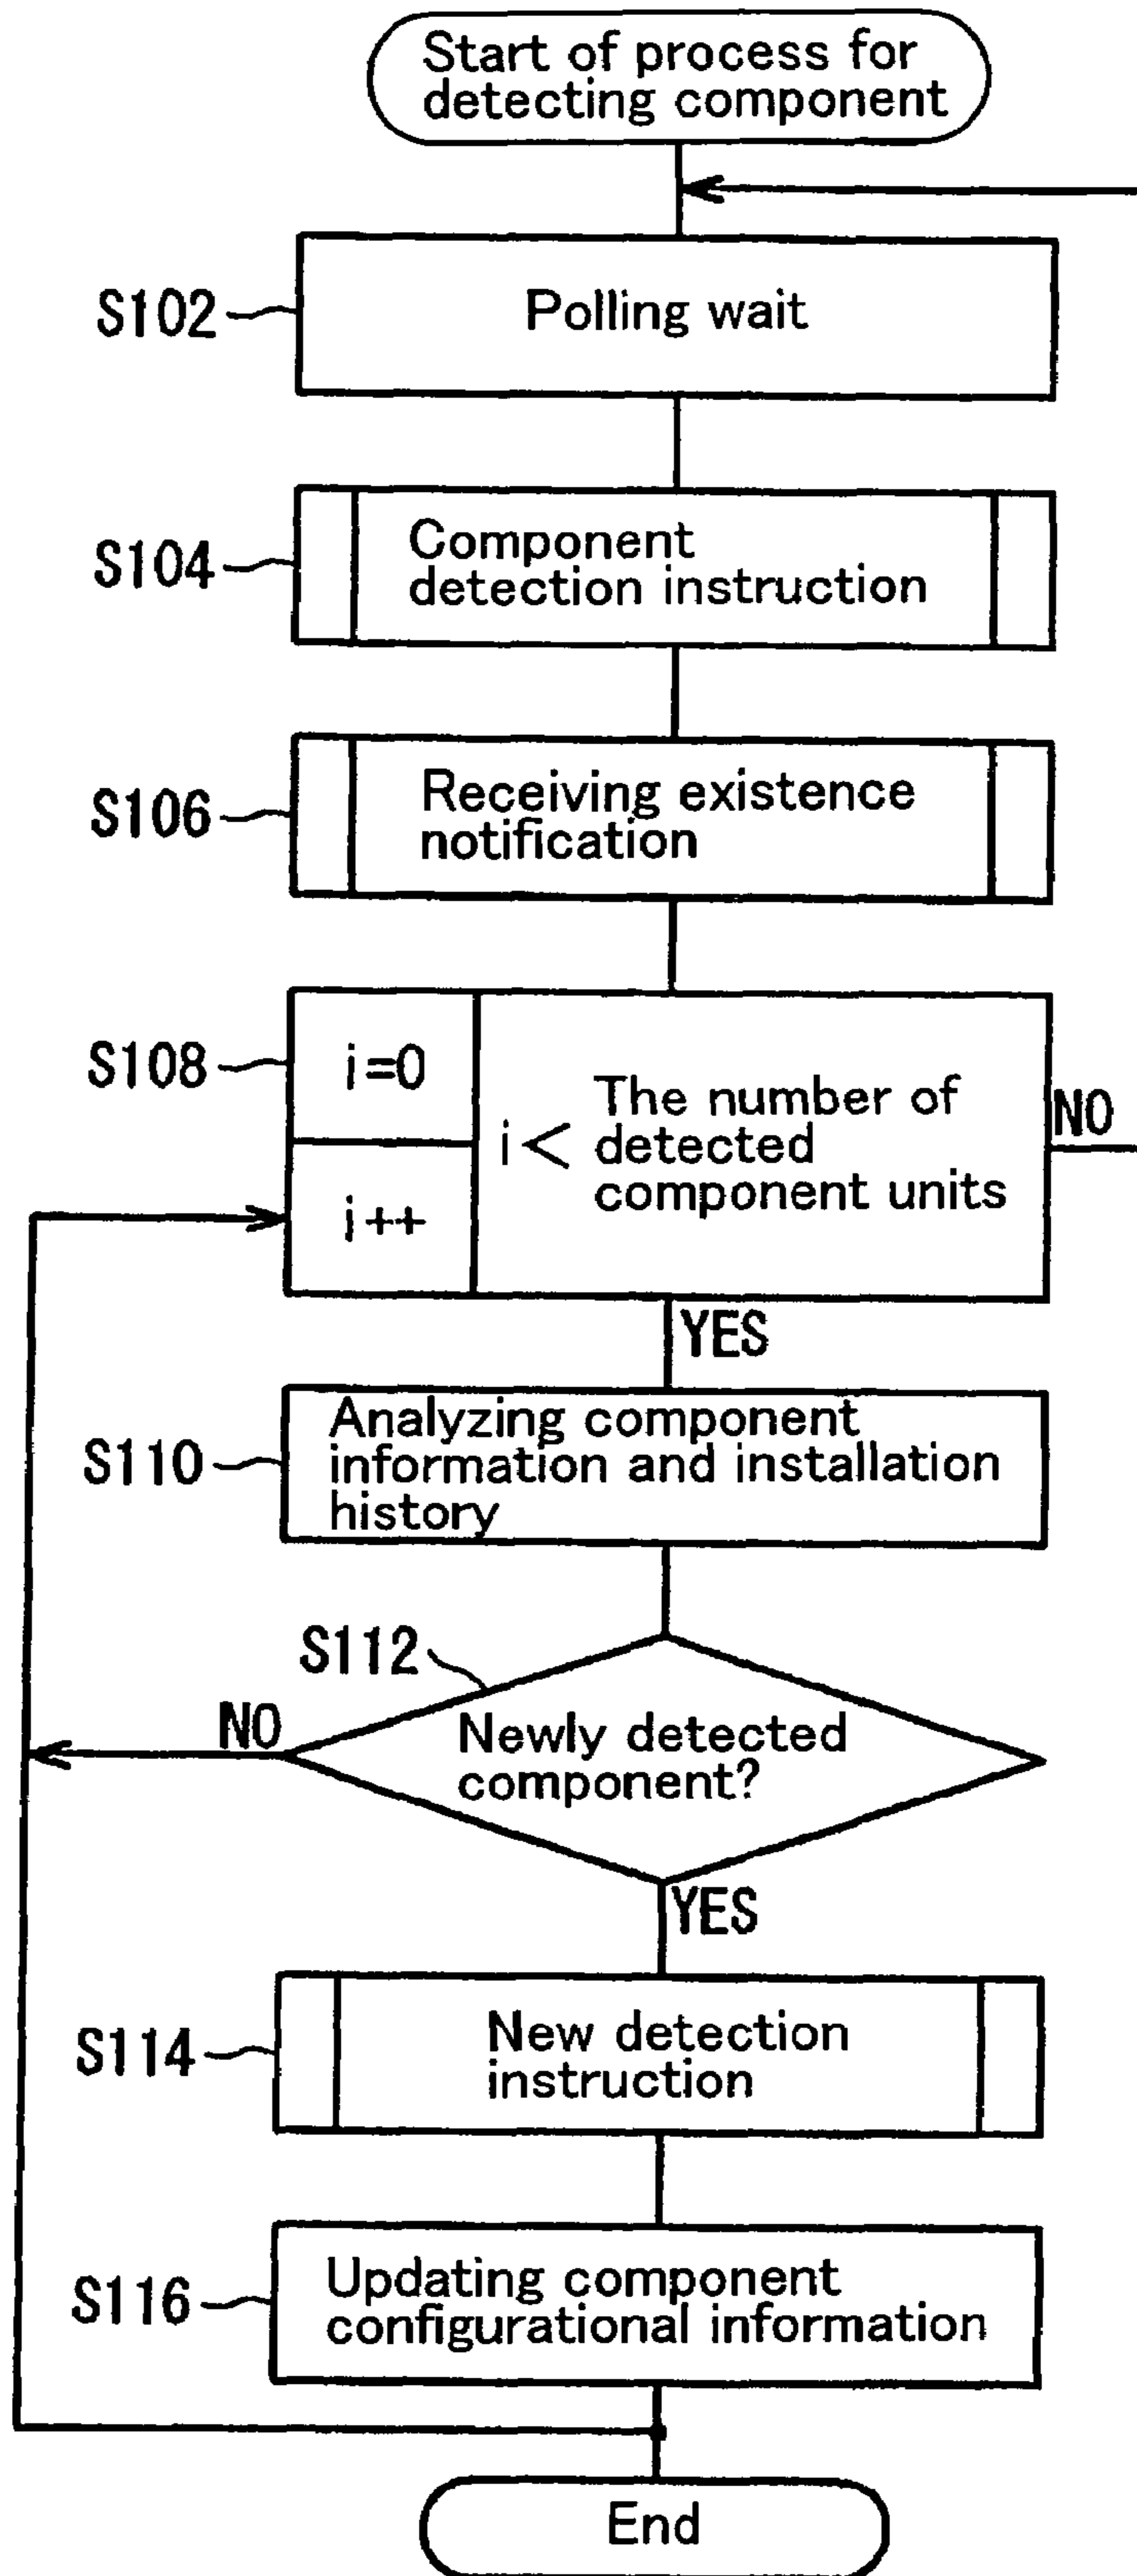 Start of process for
detecting component
S102
Polling wait
S104
Component
detection instruction
S106
Receiving existence
notification
S108
i=0
i++
i <
The number of
detected
component units
NO
YES
S110
Analyzing component
information and installation
history
S112
NO
Newly detected
component?
YES
S114
New detection
instruction
S116
Updating component
configurational information
End